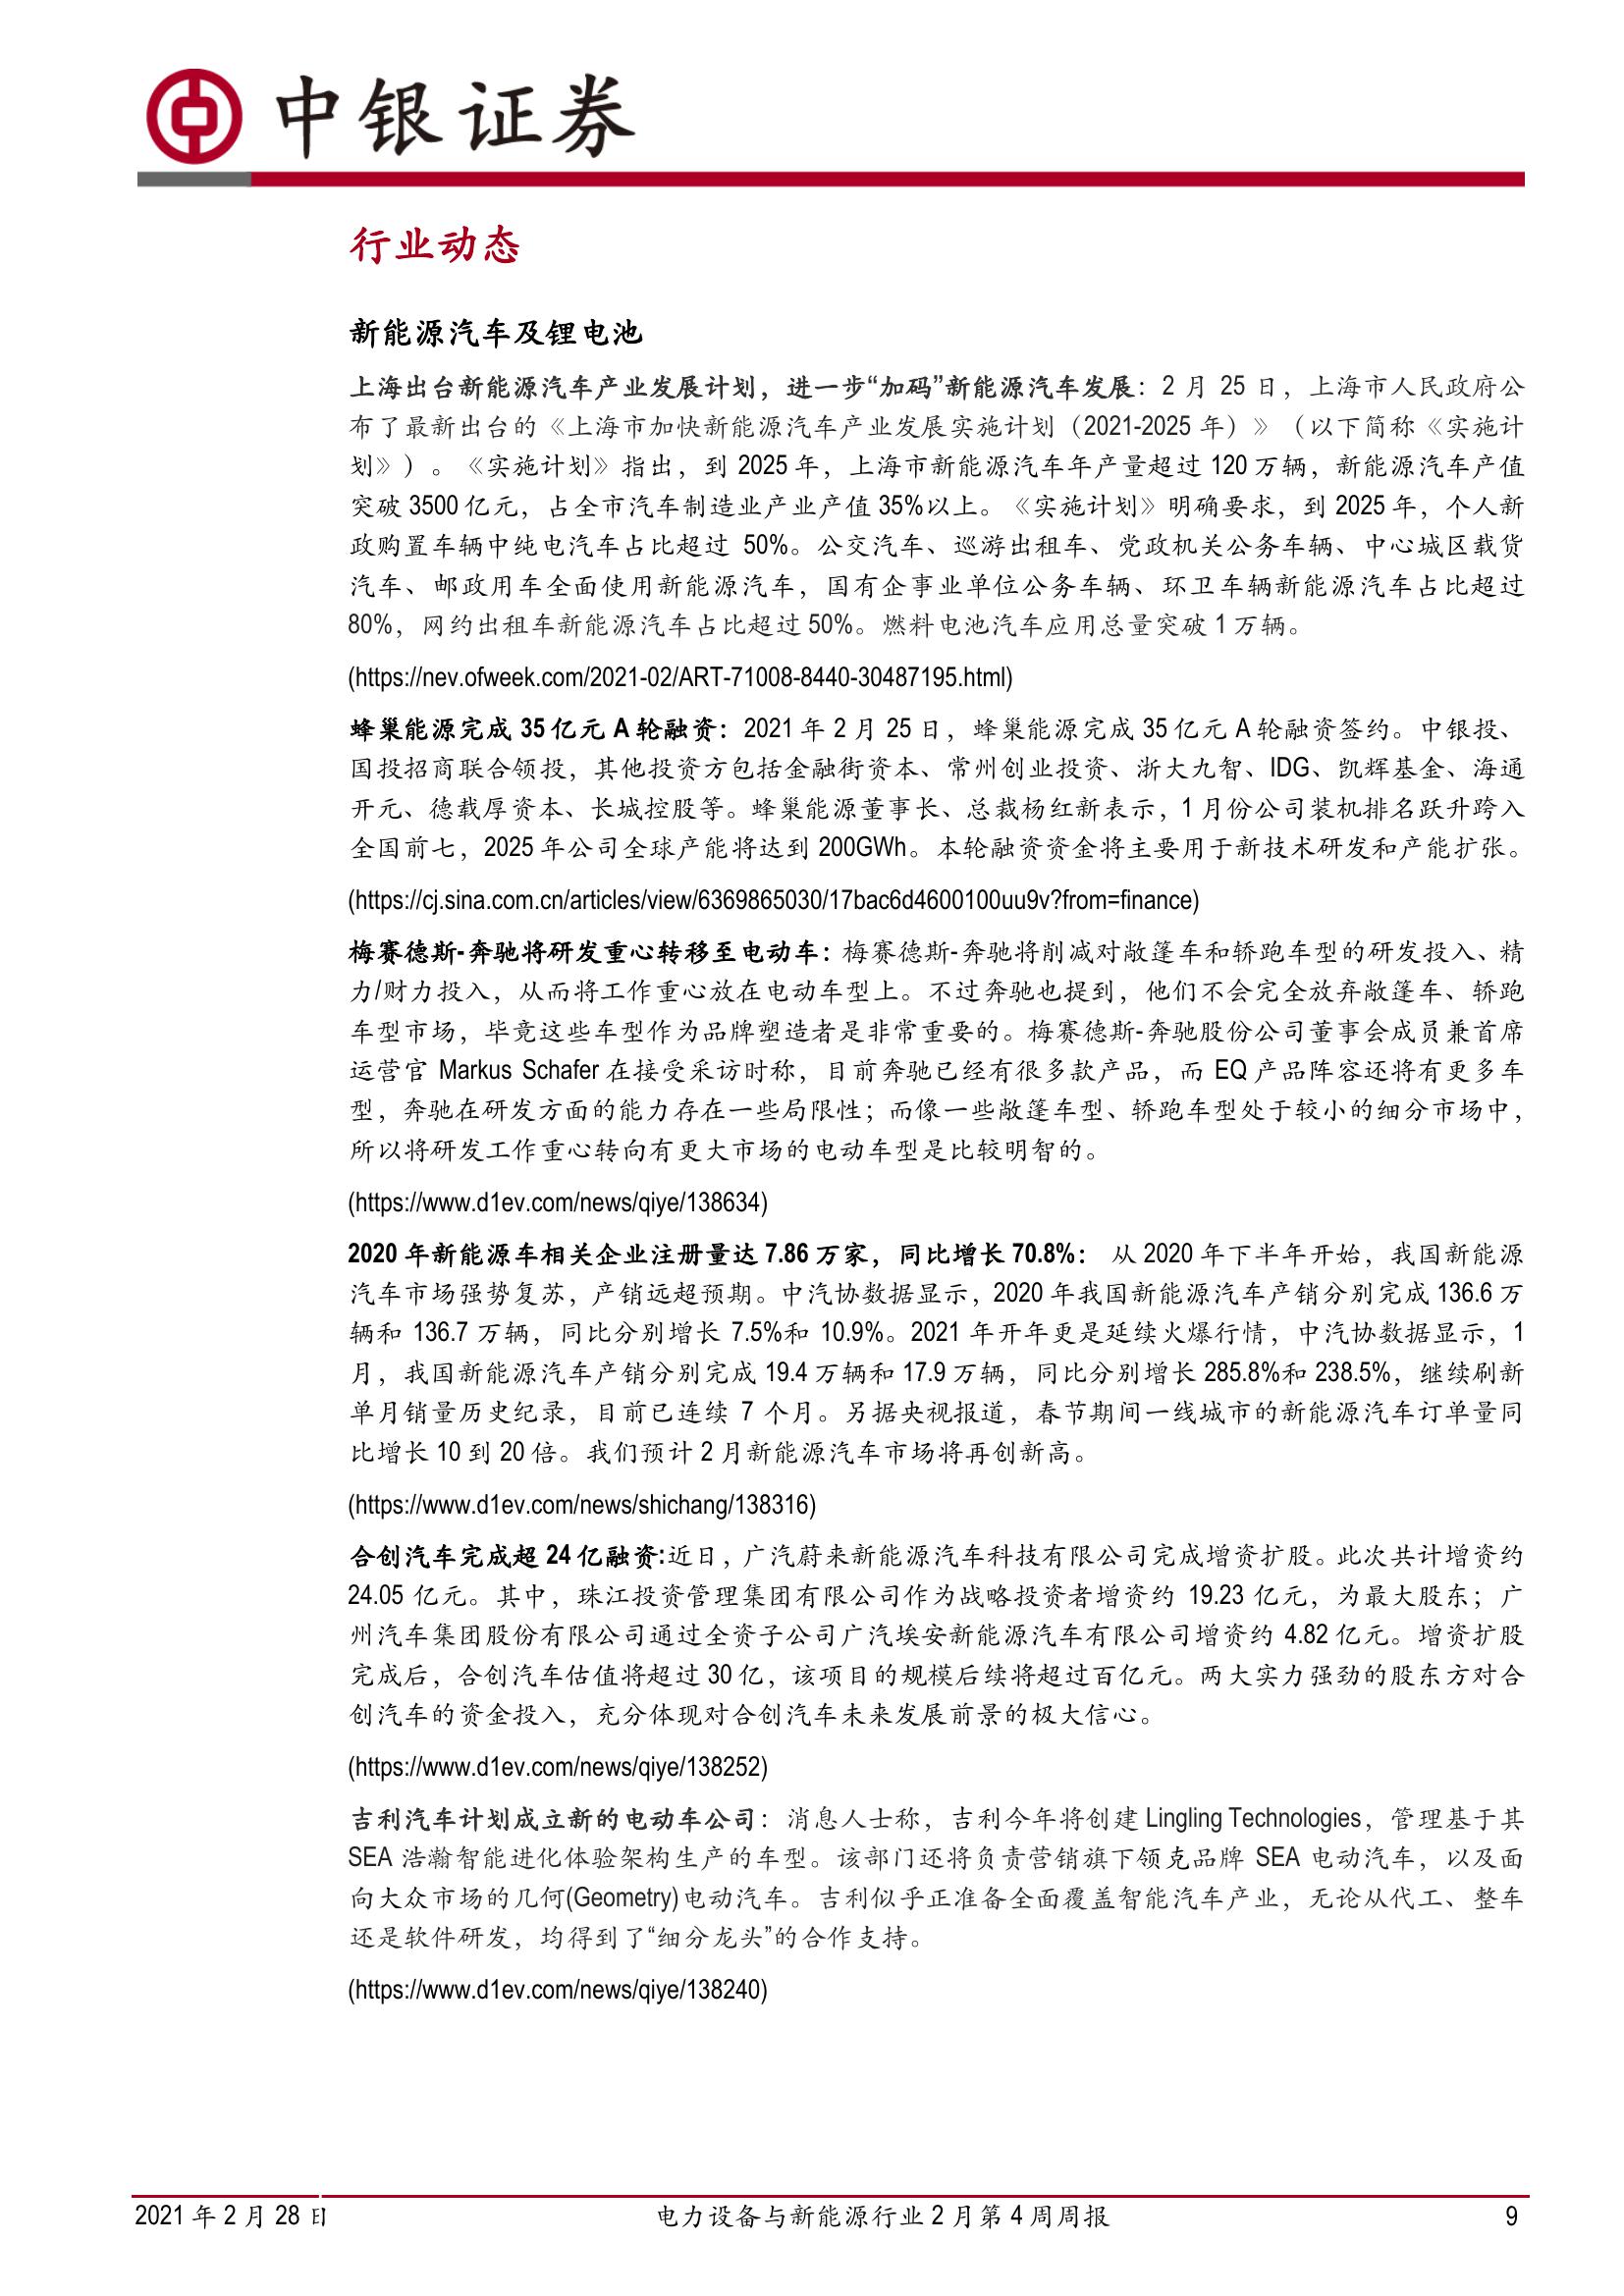 中银证券
行业动态
新能源汽车及锂电池
上海出台新能源汽车产业发展计划，进一步“加码”新能源汽车发展：2 月 25 日，上海市人民政府公
布了最新出台的《上海市加快新能源汽车产业发展实施计划（2021-2025 年）》（以下简称《实施计
划》）。《实施计划》指出，到 2025 年，上海市新能源汽车年产量超过 120 万辆，新能源汽车产值
突破 3500 亿元，占全市汽车制造业产业产值 35%以上。《实施计划》明确要求，到 2025 年，个人新
政购置车辆中纯电汽车占比超过 50%。公交汽车、巡游出租车、党政机关公务车辆、中心城区载货
汽车、邮政用车全面使用新能源汽车，国有企事业单位公务车辆、环卫车辆新能源汽车占比超过
80%，网约出租车新能源汽车占比超过 50%。燃料电池汽车应用总量突破 1 万辆。
(https://nev.ofweek.com/2021-02/ART-71008-8440-30487195.html)
蜂巢能源完成 35 亿元 A 轮融资：2021 年 2 月 25 日，蜂巢能源完成 35 亿元 A 轮融资签约。中银投、
国投招商联合领投，其他投资方包括金融街资本、常州创业投资、浙大九智、IDG、凯辉基金、海通
开元、德载厚资本、长城控股等。蜂巢能源董事长、总裁杨红新表示，1 月份公司装机排名跃升跨入
全国前七，2025 年公司全球产能将达到 200GWh。本轮融资资金将主要用于新技术研发和产能扩张。
(https://cj.sina.com.cn/articles/view/6369865030/17bac6d4600100uu9v?from=finance)
梅赛德斯-奔驰将研发重心转移至电动车：梅赛德斯-奔驰将削减对敞篷车和轿跑车型的研发投入、精
力/财力投入，从而将工作重心放在电动车型上。不过奔驰也提到，他们不会完全放弃敞篷车、轿跑
车型市场，毕竟这些车型作为品牌塑造者是非常重要的。梅赛德斯-奔驰股份公司董事会成员兼首席
运营官 Markus Schafer 在接受采访时称，目前奔驰已经有很多款产品，而 EQ 产品阵容还将有更多车
型，奔驰在研发方面的能力存在一些局限性；而像一些敞篷车型、轿跑车型处于较小的细分市场中，
所以将研发工作重心转向有更大市场的电动车型是比较明智的。
(https://www.d1ev.com/news/qiye/138634)
2020 年新能源车相关企业注册量达 7.86 万家，同比增长 70.8%： 从 2020 年下半年开始，我国新能源
汽车市场强势复苏，产销远超预期。中汽协数据显示，2020 年我国新能源汽车产销分别完成 136.6 万
辆和 136.7 万辆，同比分别增长 7.5%和 10.9%。2021 年开年更是延续火爆行情，中汽协数据显示，1
月，我国新能源汽车产销分别完成 19.4 万辆和 17.9 万辆，同比分别增长 285.8%和 238.5%，继续刷新
单月销量历史纪录，目前已连续 7 个月。另据央视报道，春节期间一线城市的新能源汽车订单量同
比增长 10 到 20 倍。我们预计 2 月新能源汽车市场将再创新高。
(https://www.d1ev.com/news/shichang/138316)
合创汽车完成超 24 亿融资:近日，广汽蔚来新能源汽车科技有限公司完成增资扩股。此次共计增资约
24.05 亿元。其中，珠江投资管理集团有限公司作为战略投资者增资约 19.23 亿元，为最大股东；广
州汽车集团股份有限公司通过全资子公司广汽埃安新能源汽车有限公司增资约 4.82 亿元。增资扩股
完成后，合创汽车估值将超过 30 亿，该项目的规模后续将超过百亿元。两大实力强劲的股东方对合
创汽车的资金投入，充分体现对合创汽车未来发展前景的极大信心。
(https://www.d1ev.com/news/qiye/138252)
吉利汽车计划成立新的电动车公司：消息人士称，吉利今年将创建 Lingling Technologies，管理基于其
SEA 浩瀚智能进化体验架构生产的车型。该部门还将负责营销旗下领克品牌 SEA 电动汽车，以及面
向大众市场的几何(Geometry)电动汽车。吉利似乎正准备全面覆盖智能汽车产业，无论从代工、整车
还是软件研发，均得到了“细分龙头”的合作支持。
(https://www.d1ev.com/news/qiye/138240)
2021 年 2 月 28 日 电力设备与新能源行业 2 月第 4 周周报 9